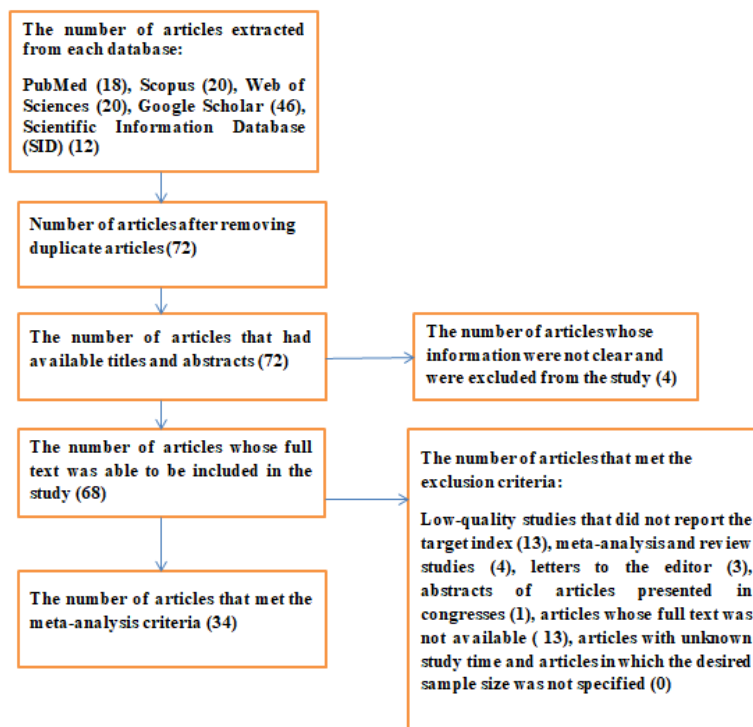 The number of articles extracted
from each database:
PubMed (18), Scopus (20), Web of
Sciences (20), Google Scholar (46),
Scientific Information Database
(SID) (12)
Number of articles after removing
duplicate articles (72)
The number of articles that had
available titles and abstracts (72)
The number of articles whose
information were not clear and
were excluded from the study (4)
The number of articles whose full
text was able to be included in the
study (68)
The number of articles that met the
exclusion criteria:
Low-quality studies that did not report the
target index (13), meta-analysis and review
studies (4), letters to the editor (3),
abstracts of articles presented in
congresses (1), articles whose full text was
not available ( 13), articles with unknown
study time and articles in which the desired
sample size was not specified (0)
The number of articles that met the
meta-analysis criteria (34)